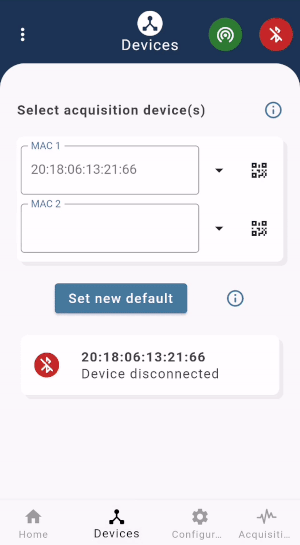 Devices
Select acquisition device(s)
MAC 1
20:18:06:13:21:66
MAC 2
Set new default
20:18:06:13:21:66
Device disconnected
Home
Devices
Configur...
Acquisiti...